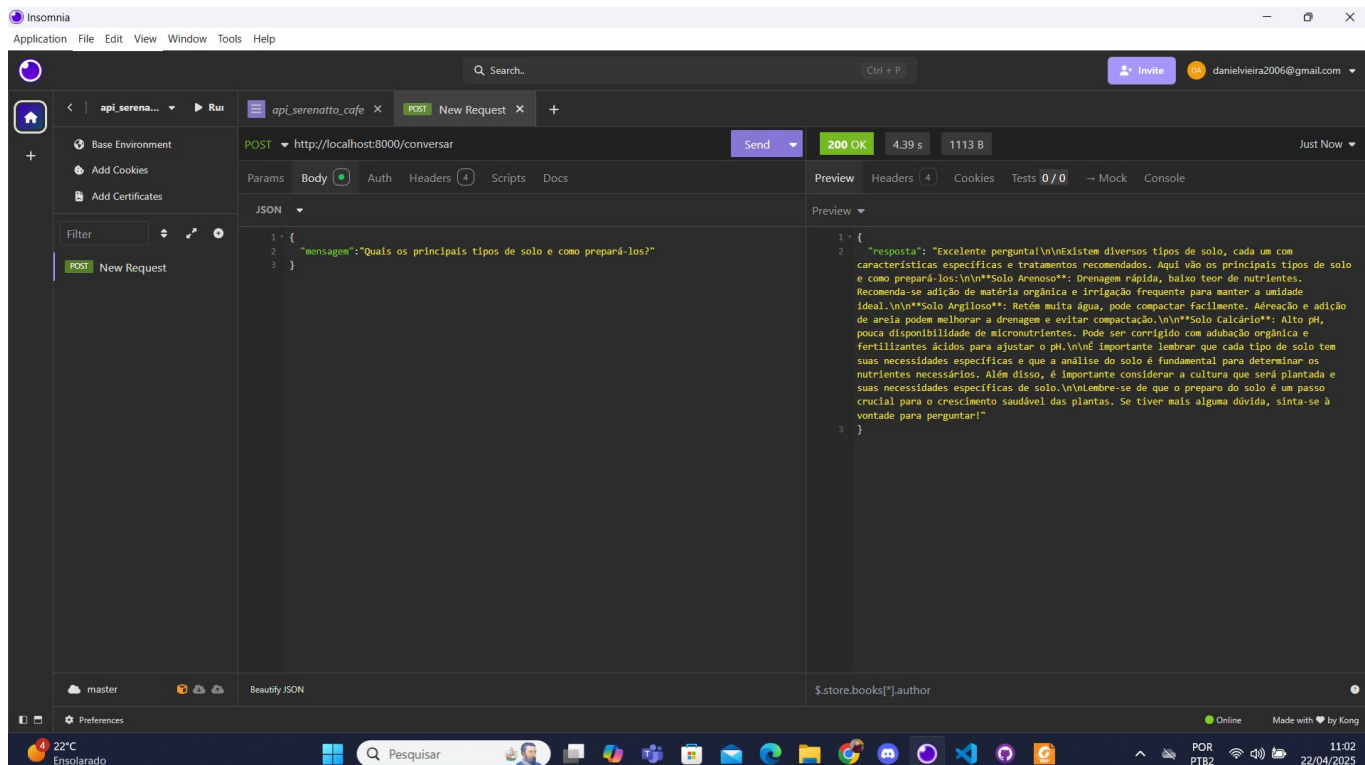 Insomnia
Application File Edit View Window Tools Help
Search..
Ctrl + P
Invite
DA
danielvieira2006@gmail.com
api_serena...
Rui
api_serenatto_cafe
POST New Request
Base Environment
Add Cookies
Add Certificates
Filter
POST New Request
POST http://localhost:8000/conversar
Send
Params Body Auth Headers 4 Scripts Docs
JSON
1 {
2 "mensagem":"Quais os principais tipos de solo e como prepará-los?"
3 }
200 OK 4.39 s 1113 B
Just Now
Preview Headers 4 Cookies Tests 0 / 0 → Mock Console
Preview
1 {
2 "resposta": "Excelente pergunta!\n\nExistem diversos tipos de solo, cada um com
características específicas e tratamentos recomendados. Aqui vão os principais tipos de solo
e como prepará-los:\n\n**Solo Arenoso**: Drenagem rápida, baixo teor de nutrientes.
Recomenda-se adição de matéria orgânica e irrigação frequente para manter a umidade
ideal.\n\n**Solo Argiloso**: Retém muita água, pode compactar facilmente. Aéreação e adição
de areia podem melhorar a drenagem e evitar compactação.\n\n**Solo Calcário**: Alto pH,
pouca disponibilidade de micronutrientes. Pode ser corrigido com adubação orgânica e
fertilizantes ácidos para ajustar o pH.\n\nÉ importante lembrar que cada tipo de solo tem
suas necessidades específicas e que a análise do solo é fundamental para determinar os
nutrientes necessários. Além disso, é importante considerar a cultura que será plantada e
suas necessidades específicas de solo.\n\nLembre-se de que o preparo do solo é um passo
crucial para o crescimento saudável das plantas. Se tiver mais alguma dúvida, sinta-se à
vontade para perguntar!"
3 }
master
Beautify JSON
$.store.books[*].author
Preferences
Online
Made with ♥ by Kong
4
22°C
Ensolarado
Pesquisar
POR
PTB2
11:02
22/04/2025